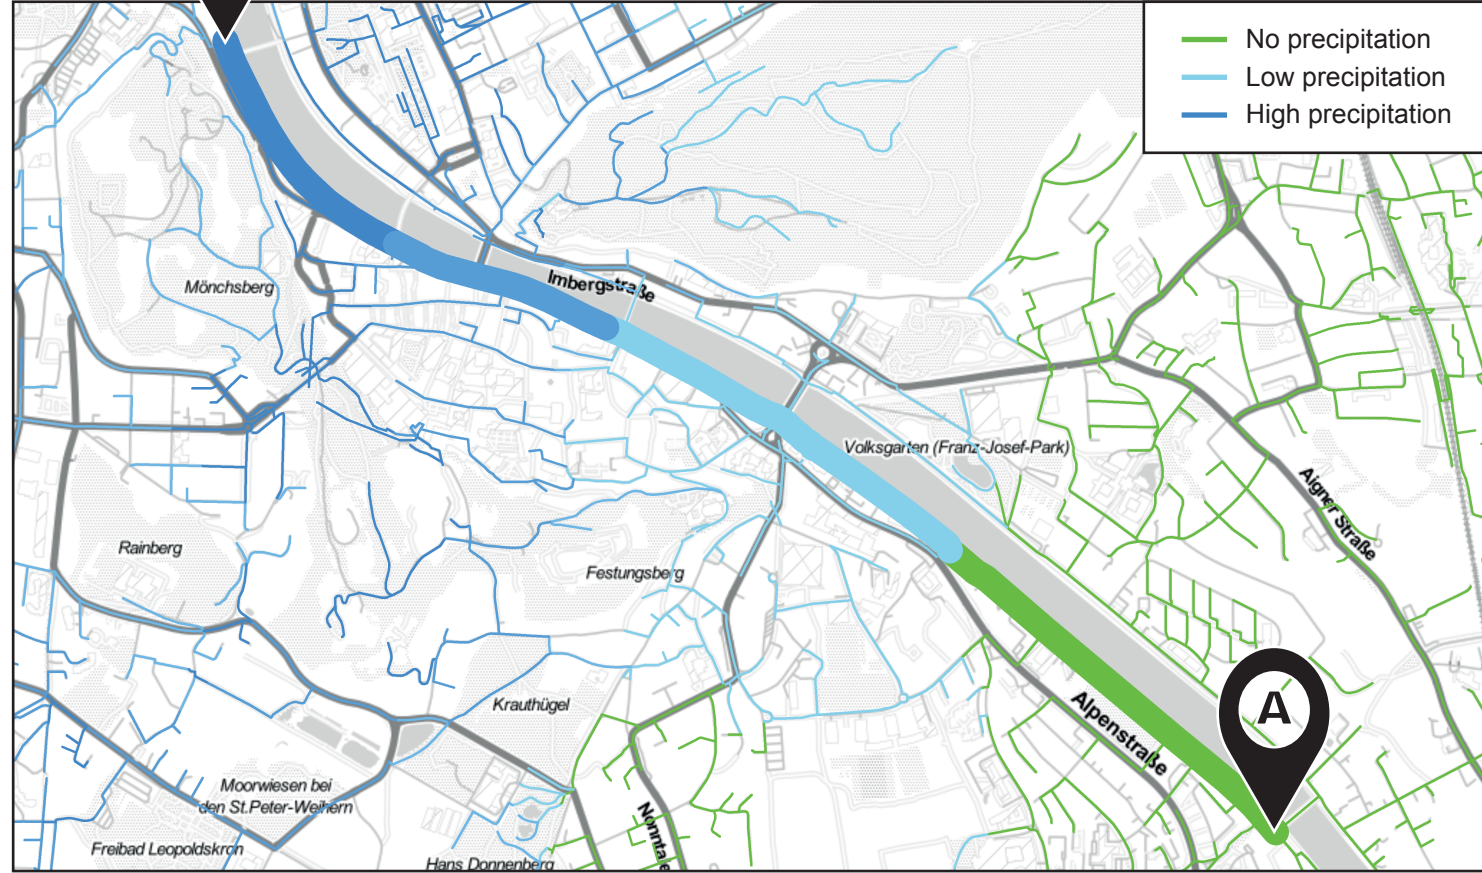 No precipitation
Low precipitation
High precipitation
Imbergstraße
Mönchsberg
Volksgarten (Franz-Josef-Park)
Aigner Straße
Rainberg
Festungsberg
Krauthügel
A
Alpenstraße
Moorwiesen bei
den St.Peter-Weihern
Freibad Leopoldskron
Hans Donnenberg